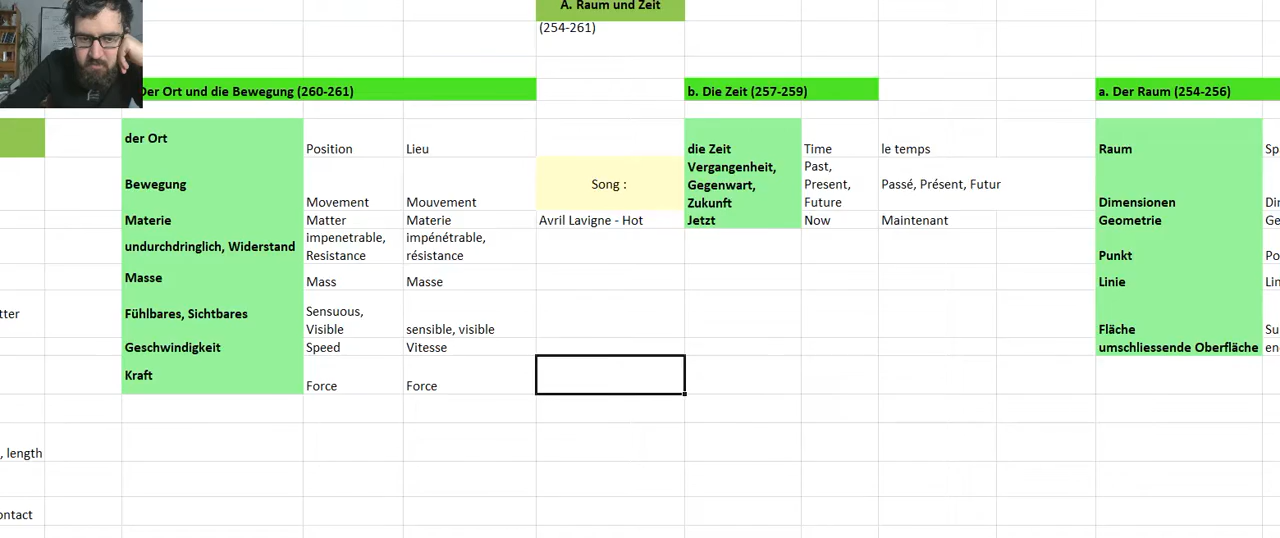 A. Raum und Zeit
(254-261)
Der Ort und die Bewegung (260-261)
b. Die Zeit (257-259)
a. Der Raum (254-256)
der Ort
Position
Lieu
die Zeit
Time
le temps
Raum
Bewegung
Movement
Mouvement
Song :
Vergangenheit,
Gegenwart,
Zukunft
Past,
Present,
Future
Passé, Présent, Futur
Dimensionen
Materie
Matter
Materie
Avril Lavigne - Hot
Jetzt
Now
Maintenant
Geometrie
undurchdringlich, Widerstand
impenetrable,
Resistance
impénétrable,
résistance
Punkt
Masse
Mass
Masse
Linie
Fühlbares, Sichtbares
Sensuous,
Visible
sensible, visible
Fläche
Geschwindigkeit
Speed
Vitesse
umschliessende Oberfläche
Kraft
Force
Force
, length